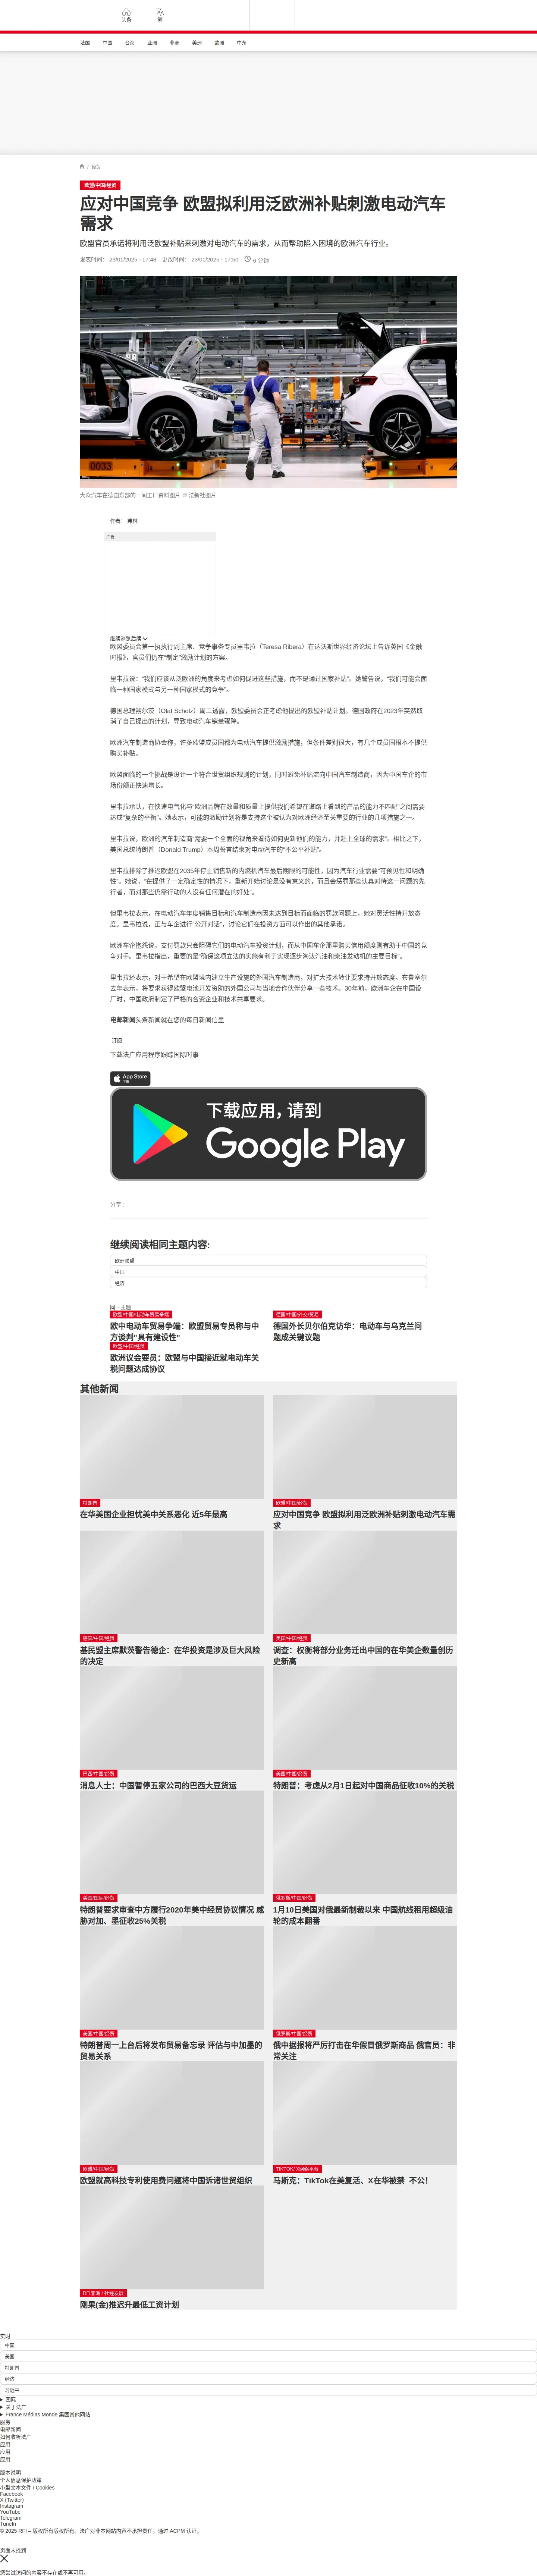 头条
繁
法国 中国 台海 亚洲 非洲 美洲 欧洲 中东
/ 经贸
欧盟/中国/经贸
应对中国竞争 欧盟拟利用泛欧洲补贴刺激电动汽车
需求
欧盟官员承诺将利用泛欧盟补贴来刺激对电动汽车的需求，从而帮助陷入困境的欧洲汽车行业。
发表时间： 23/01/2025 - 17:48 更改时间： 23/01/2025 - 17:50 6 分钟
0033
大众汽车在德国东部的一间工厂资料图片 © 法新社图片
作者： 弗林
广告
继续浏览后续
欧盟委员会第一执执行副主席、竞争事务专员里韦拉（Teresa Ribera）在达沃斯世界经济论坛上告诉英国《金融
时报》，官员们仍在“制定”激励计划的方案。
里韦拉说：“我们应该从泛欧洲的角度来考虑如何促进这些措施，而不是通过国家补贴”。她警告说，“我们可能会面
临一种国家模式与另一种国家模式的竞争”。
德国总理朔尔茨（Olaf Scholz）周二透露，欧盟委员会正考虑他提出的欧盟补贴计划。德国政府在2023年突然取
消了自己提出的计划，导致电动汽车销量骤降。
欧洲汽车制造商协会称，许多欧盟成员国都为电动汽车提供激励措施，但条件差别很大，有几个成员国根本不提供
购买补贴。
欧盟面临的一个挑战是设计一个符合世贸组织规则的计划，同时避免补贴流向中国汽车制造商，因为中国车企的市
场份额正快速增长。
里韦拉承认，在快速电气化与“欧洲品牌在数量和质量上提供我们希望在道路上看到的产品的能力不匹配”之间需要
达成“复杂的平衡”。她表示，可能的激励计划将是支持这个被认为对欧洲经济至关重要的行业的几项措施之一。
里韦拉说，欧洲的汽车制造商“需要一个全面的视角来看待如何更新他们的能力，并赶上全球的需求”。相比之下，
美国总统特朗普（Donald Trump）本周誓言结束对电动汽车的“不公平补贴”。
里韦拉排除了推迟欧盟在2035年停止销售新的内燃机汽车最后期限的可能性，因为汽车行业需要“可预见性和明确
性”。她说，“在提供了一定确定性的情况下，重新开始讨论是没有意义的，而且会惩罚那些认真对待这一问题的先
行者，而对那些仍需行动的人没有任何潜在的好处”。
但里韦拉表示，在电动汽车年度销售目标和汽车制造商因未达到目标而面临的罚款问题上，她对灵活性持开放态
度。里韦拉说，正与车企进行“公开对话”，讨论它们在投资方面可以作出的其他承诺。
欧洲车企抱怨说，支付罚款只会阻碍它们的电动汽车投资计划，而从中国车企那里购买信用额度则有助于中国的竞
争对手。里韦拉指出，重要的是“确保这项立法的实施有利于实现逐步淘汰汽油和柴油发动机的主要目标”。
里韦拉还表示，对于希望在欧盟境内建立生产设施的外国汽车制造商，对扩大技术转让要求持开放态度。布鲁塞尔
去年表示，将要求获得欧盟电池开发资助的外国公司与当地合作伙伴分享一些技术。30年前，欧洲车企在中国设
厂时，中国政府制定了严格的合资企业和技术共享要求。
电邮新闻头条新闻就在您的每日新闻信里
订阅
下载法广应用程序跟踪国际时事
App Store
下载
下载应用，请到
Google Play
分享 :
继续阅读相同主题内容:
欧洲联盟
中国
经济
同一主题
欧盟/中国/电动车贸易争端
欧中电动车贸易争端：欧盟贸易专员称与中
方谈判“具有建设性”
德国/中国/外交/贸易
德国外长贝尔伯克访华：电动车与乌克兰问
题成关键议题
欧盟/中国/经贸
欧洲议会要员：欧盟与中国接近就电动车关
税问题达成协议
其他新闻
特朗普
在华美国企业担忧美中关系恶化 近5年最高
欧盟/中国/经贸
应对中国竞争 欧盟拟利用泛欧洲补贴刺激电动汽车需
求
德国/中国/经贸
基民盟主席默茨警告德企：在华投资是涉及巨大风险
的决定
美国/中国/经贸
调查：权衡将部分业务迁出中国的在华美企数量创历
史新高
巴西/中国/经贸
消息人士：中国暂停五家公司的巴西大豆货运
美国/中国/经贸
特朗普：考虑从2月1日起对中国商品征收10%的关税
美国/国际/经贸
特朗普要求审查中方履行2020年美中经贸协议情况 威
胁对加、墨征收25%关税
俄罗斯/中国/经贸
1月10日美国对俄最新制裁以来 中国航线租用超级油
轮的成本翻番
美国/中国/经贸
特朗普周一上台后将发布贸易备忘录 评估与中加墨的
贸易关系
俄罗斯/中国/经贸
俄中据报将严厉打击在华假冒俄罗斯商品 俄官员：非
常关注
欧盟/中国/经贸
欧盟就高科技专利使用费问题将中国诉诸世贸组织
TIKTOK/ X/网络平台
马斯克：TikTok在美复活、X在华被禁 不公！
RFI非洲 / 社经发展
刚果(金)推迟升最低工资计划
实时
中国
美国
特朗普
经济
习近平
国际
关于法广
France Médias Monde 集团其他网站
服务
电邮新闻
如何收听法广
应用
应用
应用
版本说明
个人信息保护政策
小型文本文件 / Cookies
Facebook
X (Twitter)
Instagram
YouTube
Telegram
TuneIn
© 2025 RFI – 版权所有版权所有。法广对非本网站内容不承担责任。通过 ACPM 认证。
页面未找到
您尝试访问的内容不存在或不再可用。